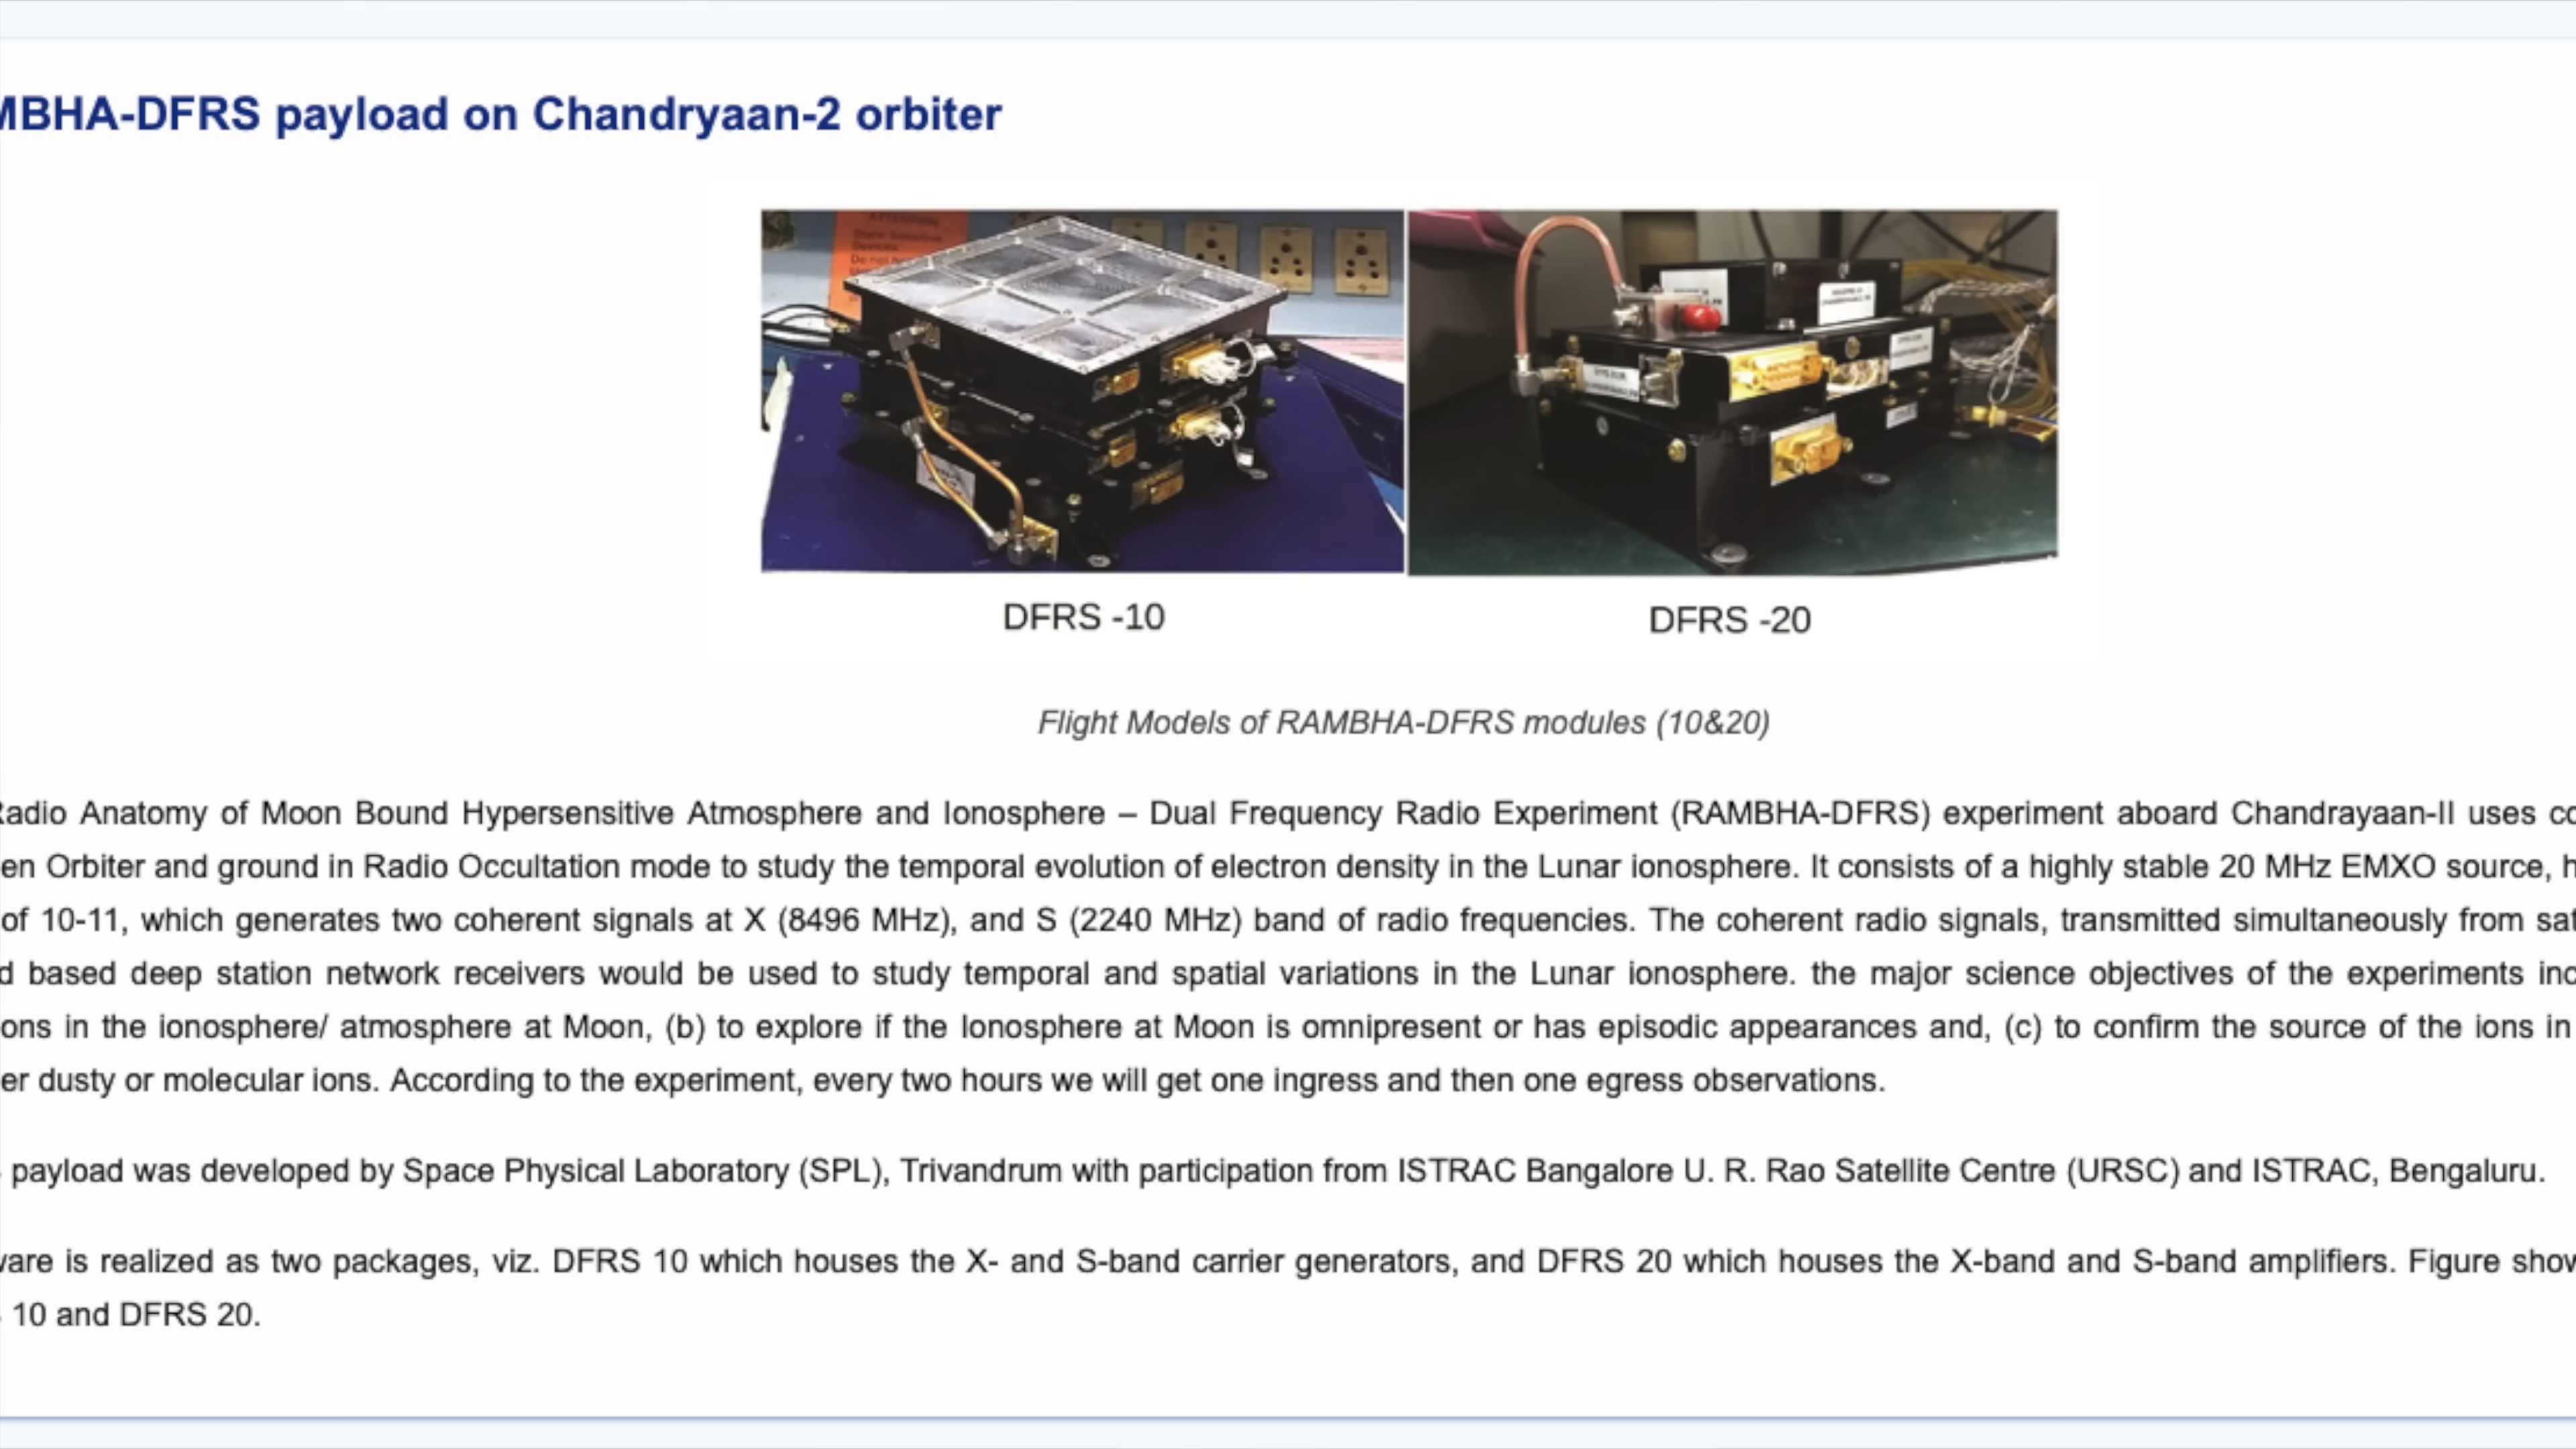 MBHA-DFRS payload on Chandryaan-2 orbiter
ATTENTION
Static Sensitive
Devices
DFRS -10
DFRS -20
Flight Models of RAMBHA-DFRS modules (10&20)
Radio Anatomy of Moon Bound Hypersensitive Atmosphere and Ionosphere – Dual Frequency Radio Experiment (RAMBHA-DFRS) experiment aboard Chandrayaan-II uses co
en Orbiter and ground in Radio Occultation mode to study the temporal evolution of electron density in the Lunar ionosphere. It consists of a highly stable 20 MHz EMXO source, h
of 10-11, which generates two coherent signals at X (8496 MHz), and S (2240 MHz) band of radio frequencies. The coherent radio signals, transmitted simultaneously from sat
d based deep station network receivers would be used to study temporal and spatial variations in the Lunar ionosphere. the major science objectives of the experiments inc
ons in the ionosphere/ atmosphere at Moon, (b) to explore if the Ionosphere at Moon is omnipresent or has episodic appearances and, (c) to confirm the source of the ions in
er dusty or molecular ions. According to the experiment, every two hours we will get one ingress and then one egress observations.
payload was developed by Space Physical Laboratory (SPL), Trivandrum with participation from ISTRAC Bangalore U. R. Rao Satellite Centre (URSC) and ISTRAC, Bengaluru.
ware is realized as two packages, viz. DFRS 10 which houses the X- and S-band carrier generators, and DFRS 20 which houses the X-band and S-band amplifiers. Figure show
10 and DFRS 20.